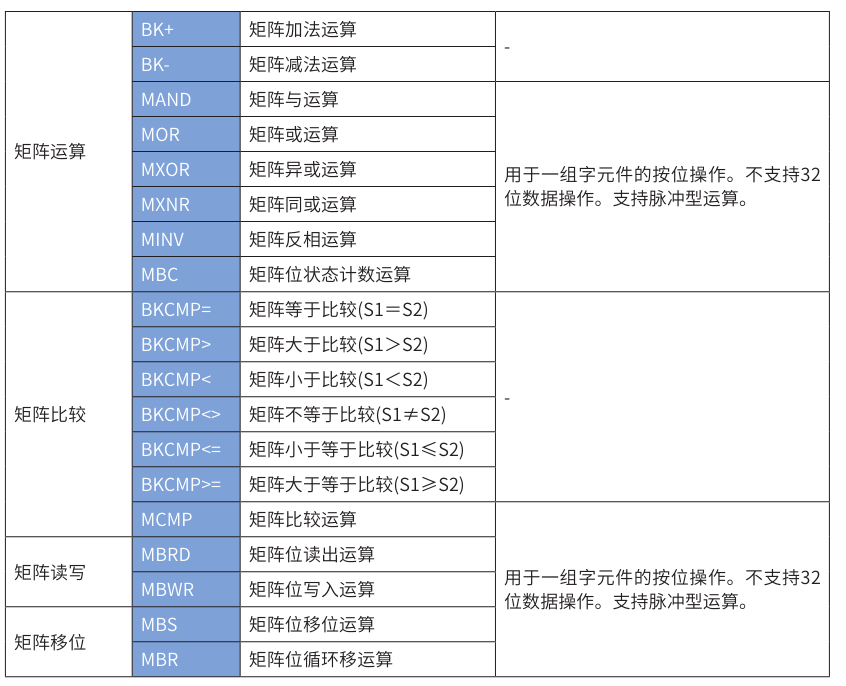 矩阵运算
BK+ 矩阵加法运算
-
BK- 矩阵减法运算
MAND 矩阵与运算
MOR 矩阵或运算
MXOR 矩阵异或运算
MXNR 矩阵同或运算
MINV 矩阵反相运算
MBC 矩阵位状态计数运算
用于一组字元件的按位操作。不支持32
位数据操作。支持脉冲型运算。
矩阵比较
BKCMP= 矩阵等于比较(S1＝S2)
BKCMP> 矩阵大于比较(S1＞S2)
BKCMP< 矩阵小于比较(S1＜S2)
BKCMP<> 矩阵不等于比较(S1≠S2)
BKCMP<= 矩阵小于等于比较(S1≤S2)
BKCMP>= 矩阵大于等于比较(S1≥S2)
-
MCMP 矩阵比较运算
矩阵读写
MBRD 矩阵位读出运算
MBWR 矩阵位写入运算
矩阵移位
MBS 矩阵位移位运算
MBR 矩阵位循环移运算
用于一组字元件的按位操作。不支持32
位数据操作。支持脉冲型运算。